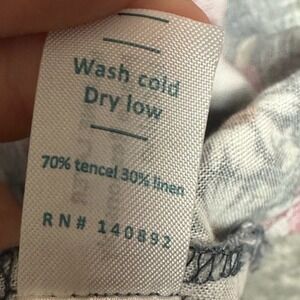 Wash cold
Dry low
70% tencel 30% linen
RN# 140892